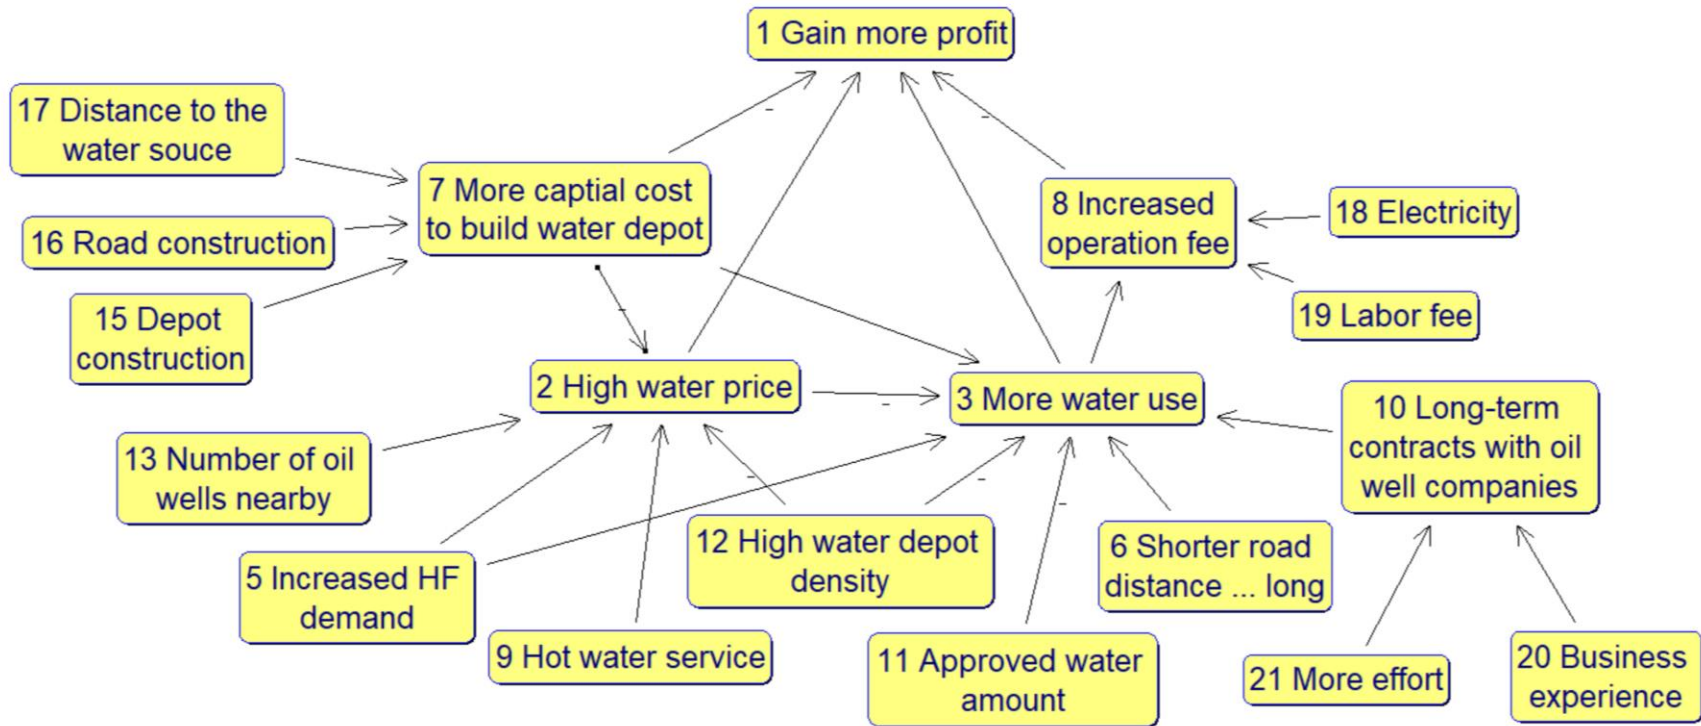 1 Gain more profit
17 Distance to the
water souce
7 More captial cost
to build water depot
8 Increased
operation fee
18 Electricity
16 Road construction
15 Depot
construction
19 Labor fee
2 High water price
3 More water use
10 Long-term
contracts with oil
well companies
13 Number of oil
wells nearby
12 High water depot
density
6 Shorter road
distance ... long
5 Increased HF
demand
9 Hot water service
11 Approved water
amount
21 More effort
20 Business
experience
-
-
-
-
-
-
-